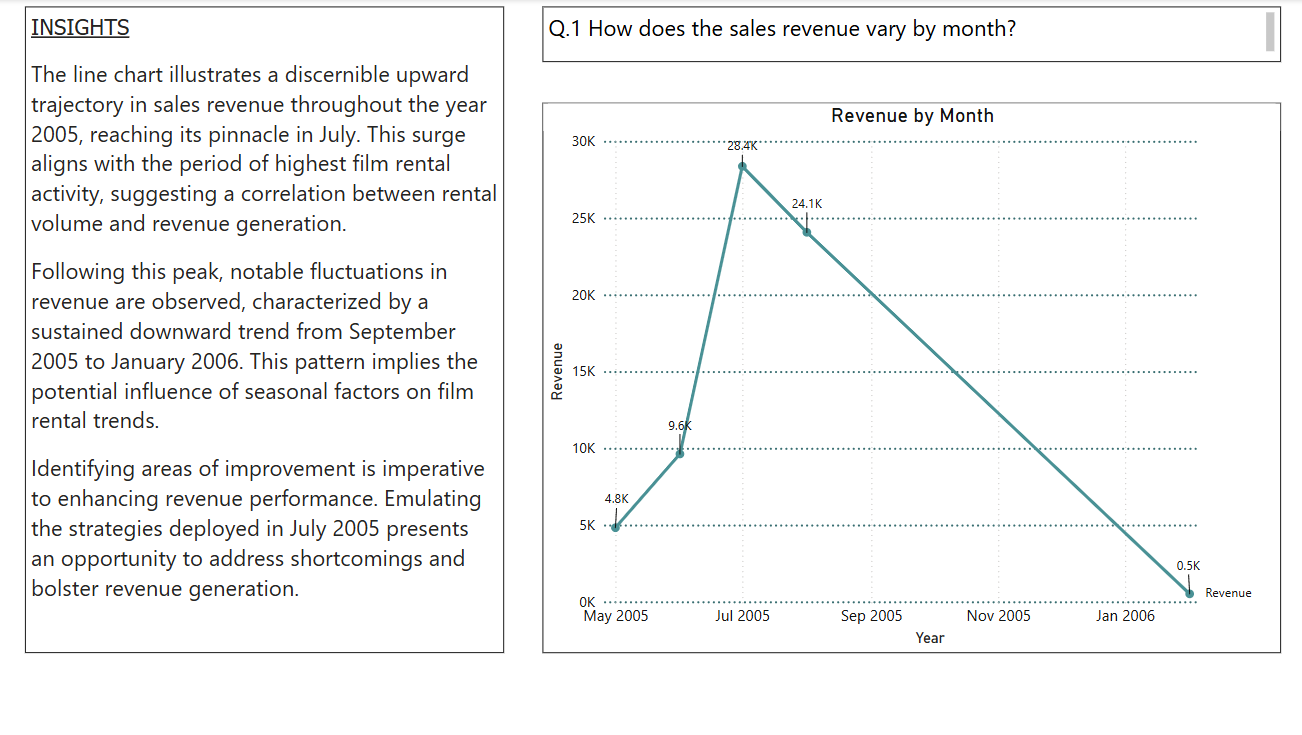 INSIGHTS
The line chart illustrates a discernible upward
trajectory in sales revenue throughout the year
2005, reaching its pinnacle in July. This surge
aligns with the period of highest film rental
activity, suggesting a correlation between rental
volume and revenue generation.
Following this peak, notable fluctuations in
revenue are observed, characterized by a
sustained downward trend from September
2005 to January 2006. This pattern implies the
potential influence of seasonal factors on film
rental trends.
Identifying areas of improvement is imperative
to enhancing revenue performance. Emulating
the strategies deployed in July 2005 presents
an opportunity to address shortcomings and
bolster revenue generation.
Q.1 How does the sales revenue vary by month?
Revenue by Month
30K
28.4K
24.1K
25K
20K
Revenue
15K
9.6K
10K
4.8K
5K
0.5K
Revenue
0K
May 2005 Jul 2005 Sep 2005 Nov 2005 Jan 2006
Year